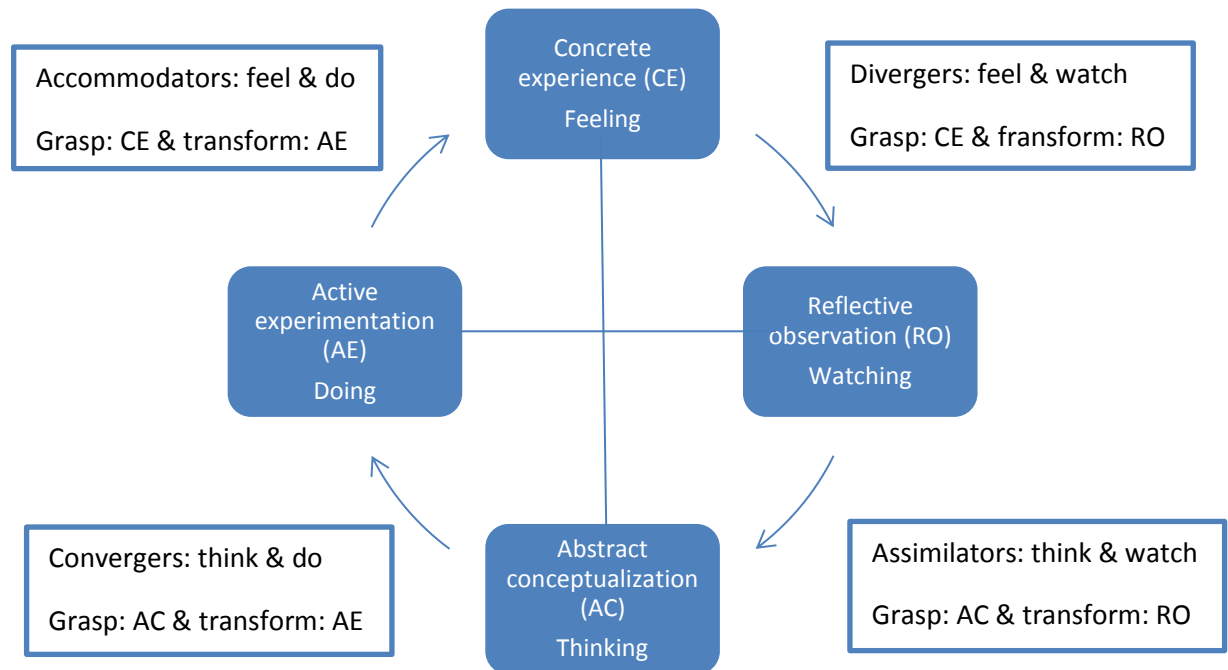 Concrete
experience (CE)
Feeling
Accommodators: feel & do
Grasp: CE & transform: AE
Divergers: feel & watch
Grasp: CE & fransform: RO
Active
experimentation
(AE)
Doing
Reflective
observation (RO)
Watching
Convergers: think & do
Grasp: AC & transform: AE
Abstract
conceptualization
(AC)
Thinking
Assimilators: think & watch
Grasp: AC & transform: RO